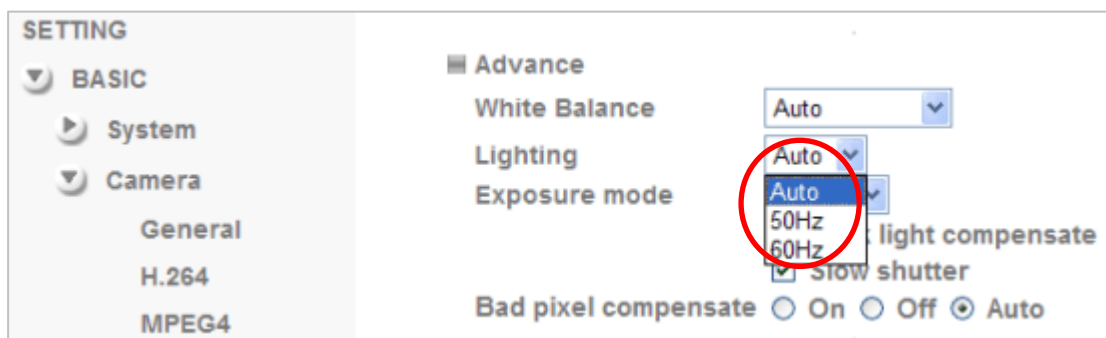 SETTING
BASIC
System
Camera
General
H.264
MPEG4
Advance
White Balance Auto
Lighting Auto
Exposure mode Auto
50Hz
60Hz
light compensate
Slow shutter
Bad pixel compensate On Off Auto